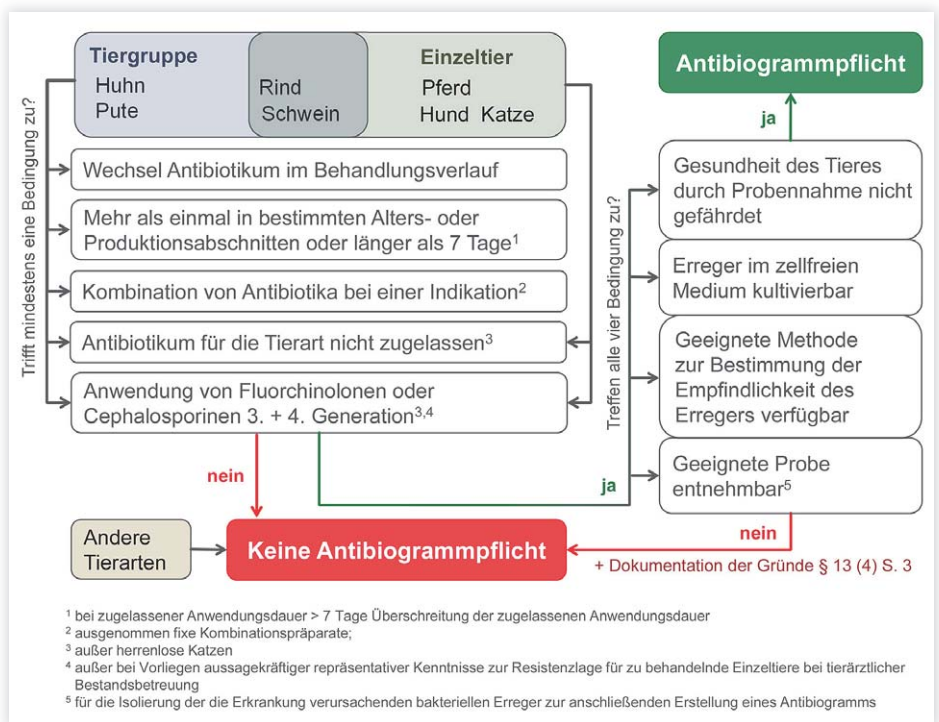 Trifft mindestens eine Bedingung zu?
Tiergruppe
Huhn
Pute
Rind
Schwein
Einzeltier
Pferd
Hund Katze
Wechsel Antibiotikum im Behandlungsverlauf
Mehr als einmal in bestimmten Alters- oder
Produktionsabschnitten oder länger als 7 Tage¹
Kombination von Antibiotika bei einer Indikation²
Antibiotikum für die Tierart nicht zugelassen³
Anwendung von Fluorchinolonen oder
Cephalosporinen 3. + 4. Generation³,⁴
nein
ja
Treffen alle vier Bedingung zu?
Antibiogrammpflicht
ja
Gesundheit des Tieres
durch Probennahme nicht
gefährdet
Erreger im zellfreien
Medium kultivierbar
Geeignete Methode
zur Bestimmung der
Empfindlichkeit des
Erregers verfügbar
Geeignete Probe
entnehmbar⁵
nein
+ Dokumentation der Gründe § 13 (4) S. 3
Andere
Tierarten
Keine Antibiogrammpflicht
¹ bei zugelassener Anwendungsdauer > 7 Tage Überschreitung der zugelassenen Anwendungsdauer
² ausgenommen fixe Kombinationspräparate;
³ außer herrenlose Katzen
⁴ außer bei Vorliegen aussagekräftiger repräsentativer Kenntnisse zur Resistenzlage für zu behandelnde Einzeltiere bei tierärztlicher
Bestandsbetreuung
⁵ für die Isolierung der die Erkrankung verursachenden bakteriellen Erreger zur anschließenden Erstellung eines Antibiogramms